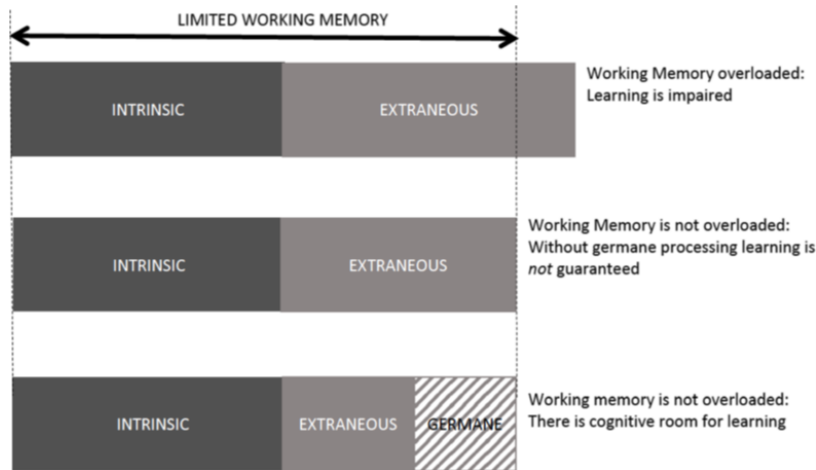 LIMITED WORKING MEMORY
INTRINSIC
EXTRANEOUS
Working Memory overloaded:
Learning is impaired
INTRINSIC
EXTRANEOUS
Working Memory is not overloaded:
Without germane processing learning is
not guaranteed
INTRINSIC
EXTRANEOUS
GERMANE
Working memory is not overloaded:
There is cognitive room for learning